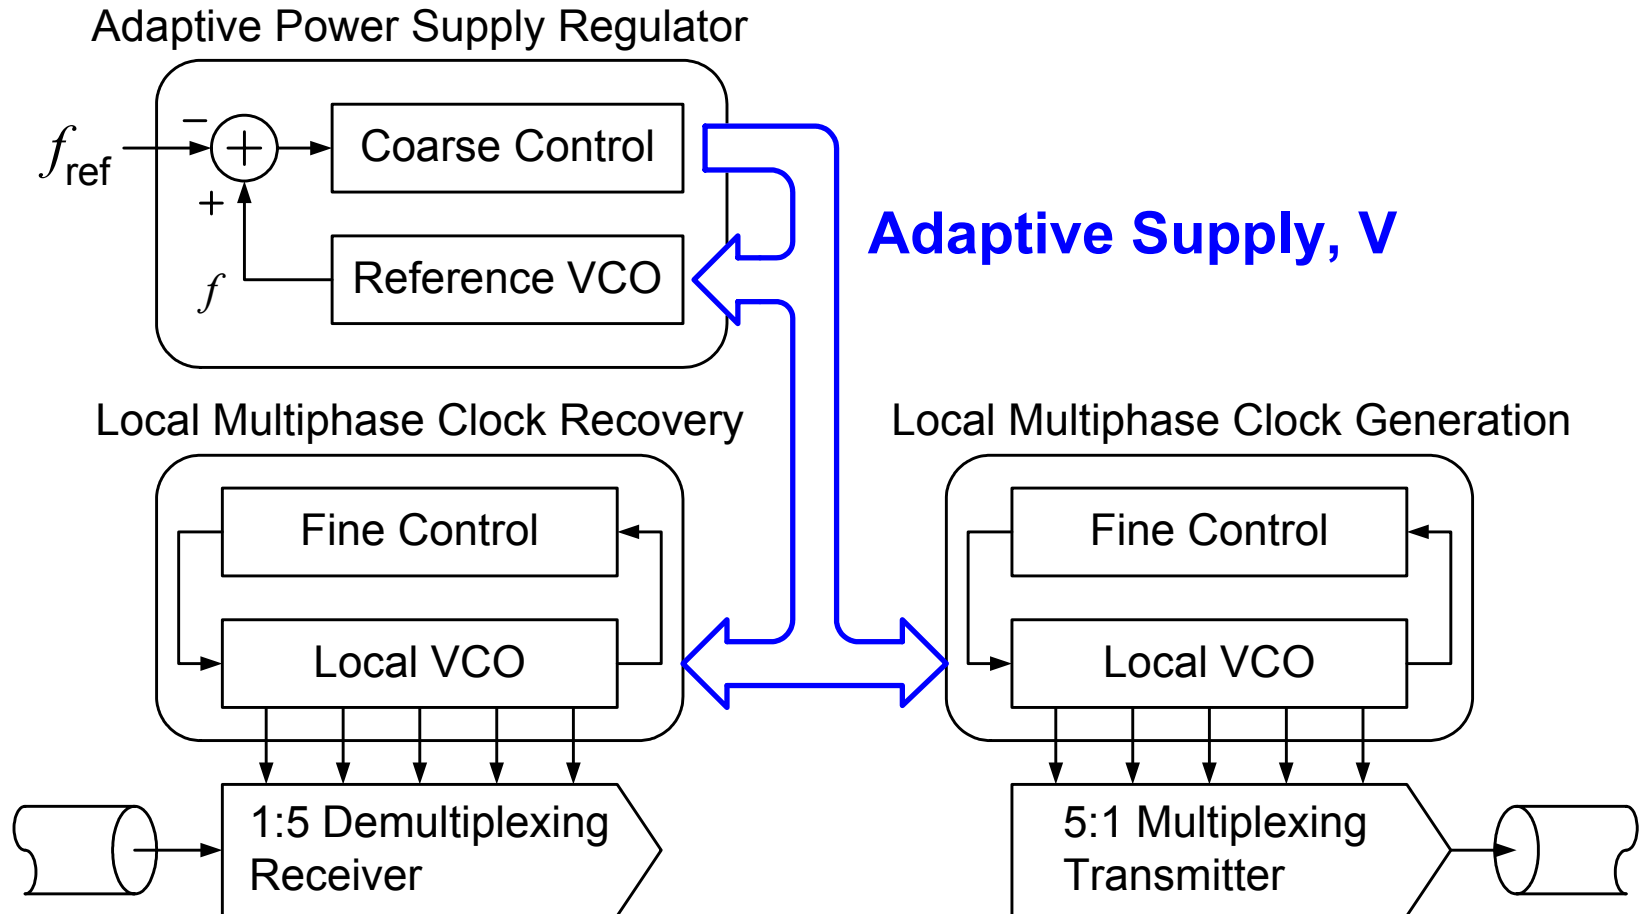 Adaptive Power Supply Regulator
−
f ref
+
Coarse Control
+
Adaptive Supply, V
f
Reference VCO
Local Multiphase Clock Recovery
Local Multiphase Clock Generation
Fine Control
Fine Control
Local VCO
Local VCO
1:5 Demultiplexing
Receiver
5:1 Multiplexing
Transmitter